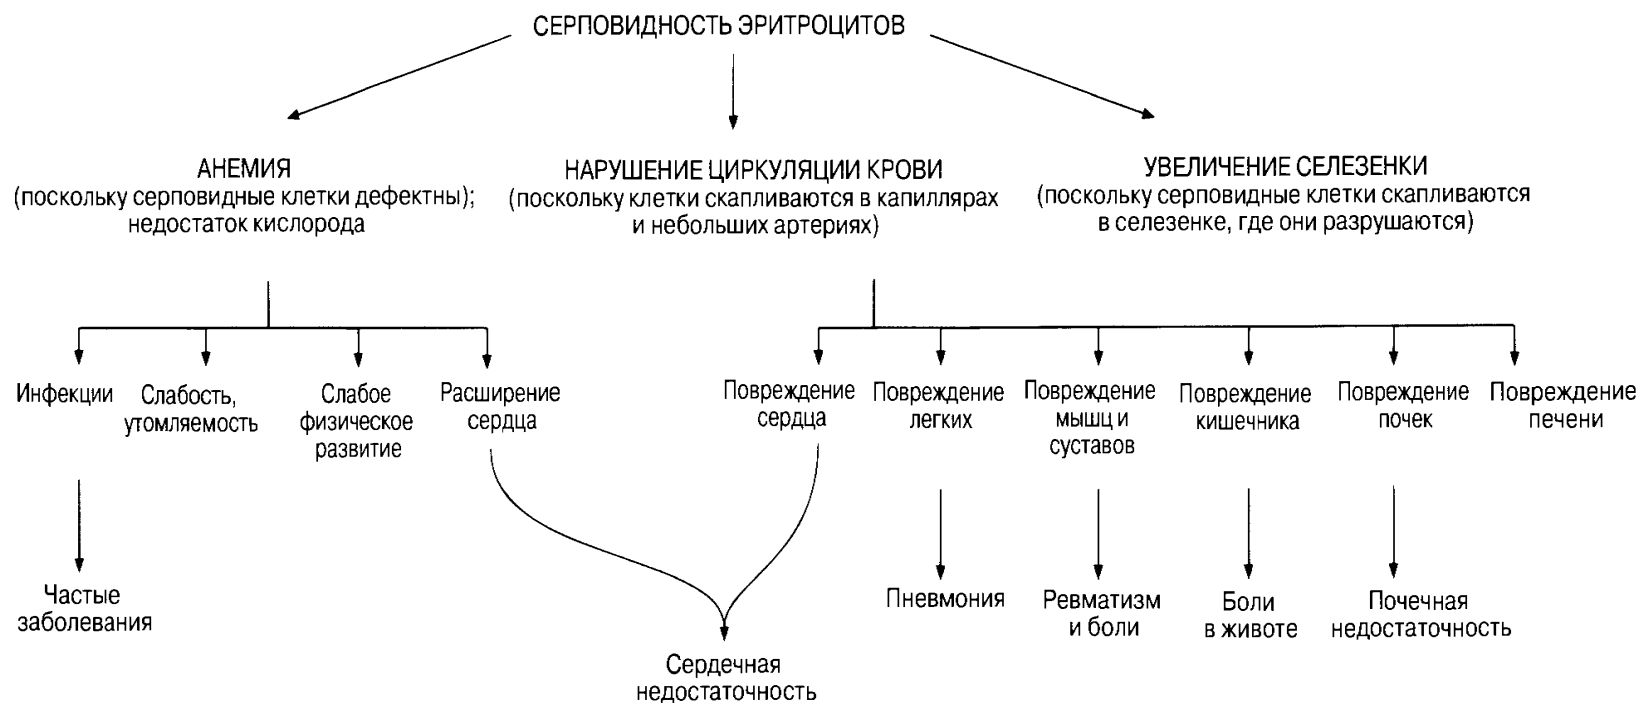 СЕРПОВИДНОСТЬ ЭРИТРОЦИТОВ
АНЕМИЯ
(поскольку серповидные клетки дефектны);
недостаток кислорода
НАРУШЕНИЕ ЦИРКУЛЯЦИИ КРОВИ
(поскольку клетки скапливаются в капиллярах
и небольших артериях)
УВЕЛИЧЕНИЕ СЕЛЕЗЕНКИ
(поскольку серповидные клетки скапливаются
в селезенке, где они разрушаются)
Инфекции
Слабость,
утомляемость
Слабое
физическое
развитие
Расширение
сердца
Повреждение
сердца
Повреждение
легких
Повреждение
мышц и
суставов
Повреждение
кишечника
Повреждение
почек
Повреждение
печени
Частые
заболевания
Сердечная
недостаточность
Пневмония
Ревматизм
и боли
Боли
в животе
Почечная
недостаточность